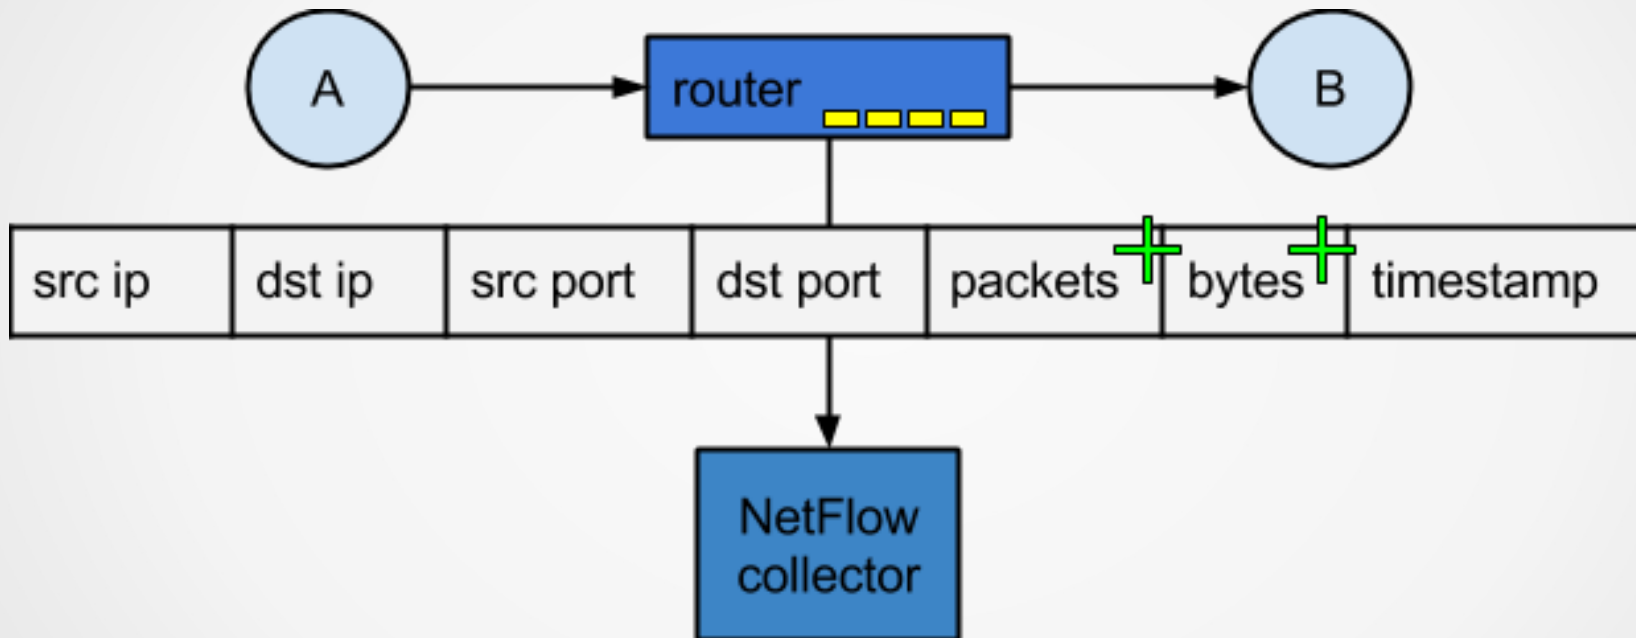 A
router
B
src ip
dst ip
src port
dst port
packets
bytes
timestamp
NetFlow
collector